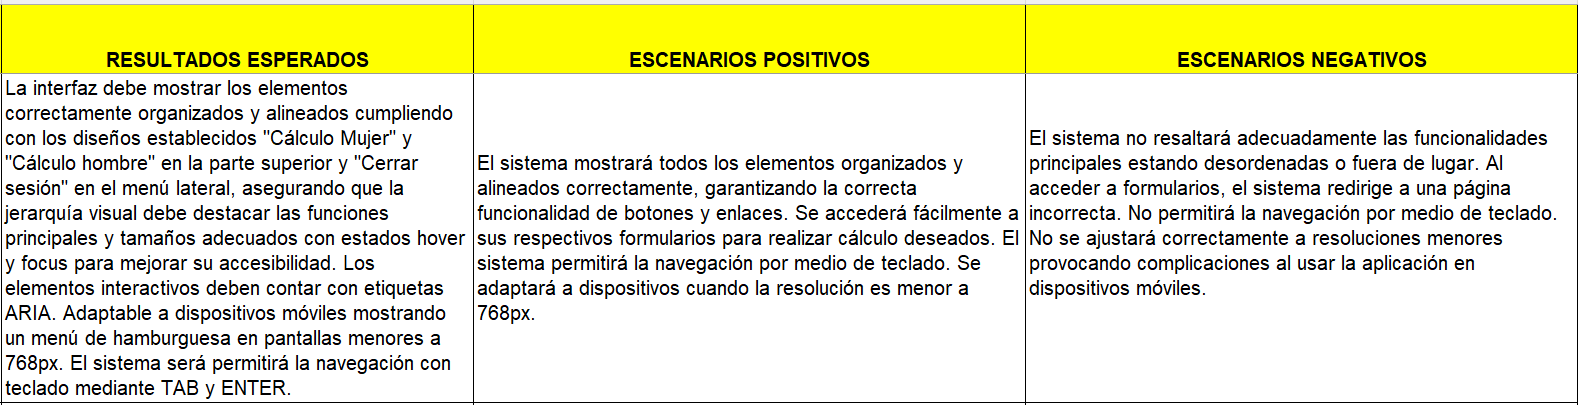 RESULTADOS ESPERADOS
ESCENARIOS POSITIVOS
ESCENARIOS NEGATIVOS
La interfaz debe mostrar los elementos
correctamente organizados y alineados cumpliendo
con los diseños establecidos "Cálculo Mujer" y
"Cálculo hombre" en la parte superior y "Cerrar
sesión" en el menú lateral, asegurando que la
jerarquía visual debe destacar las funciones
principales y tamaños adecuados con estados hover
y focus para mejorar su accesibilidad. Los
elementos interactivos deben contar con etiquetas
ARIA. Adaptable a dispositivos móviles mostrando
un menú de hamburguesa en pantallas menores a
768px. El sistema será permitirá la navegación con
teclado mediante TAB y ENTER.
El sistema mostrará todos los elementos organizados y
alineados correctamente, garantizando la correcta
funcionalidad de botones y enlaces. Se accederá fácilmente a
sus respectivos formularios para realizar cálculo deseados. El
sistema permitirá la navegación por medio de teclado. Se
adaptará a dispositivos cuando la resolución es menor a
768px.
El sistema no resaltará adecuadamente las funcionalidades
principales estando desordenadas o fuera de lugar. Al
acceder a formularios, el sistema redirige a una página
incorrecta. No permitirá la navegación por medio de teclado.
No se ajustará correctamente a resoluciones menores
provocando complicaciones al usar la aplicación en
dispositivos móviles.